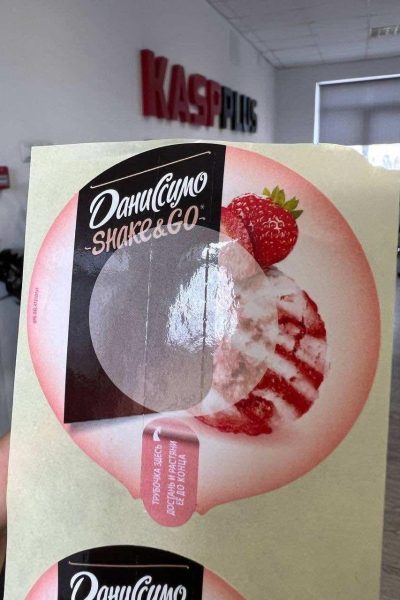 KASPPLUS
Даниссимо
SHAKE&GO
ТРУБОЧКА ЗДЕСЬ
ДОСТАНЬ И РАСТЯНИ
ЕЁ ДО КОНЦА
Даниссимо